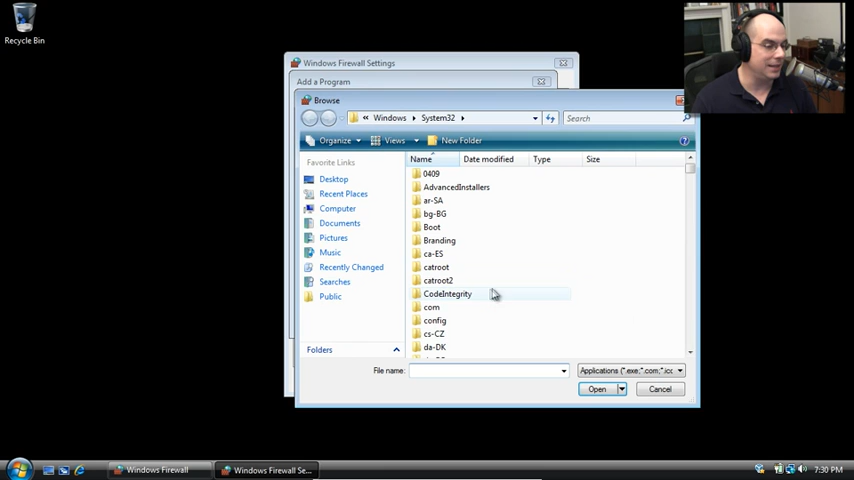 Recycle Bin
Windows Firewall Settings
Add a Program
Browse
« Windows System32
Search
Organize Views New Folder
Favorite Links
Desktop
Recent Places
Computer
Documents
Pictures
Music
Recently Changed
Searches
Public
Folders
Name Date modified Type Size
0409
AdvancedInstallers
ar-SA
bg-BG
Boot
Branding
ca-ES
catroot
catroot2
CodeIntegrity
com
config
cs-CZ
da-DK
File name:
Applications (*.exe;*.com;*.icc
Open
Cancel
Windows Firewall
Windows Firewall Se...
7:30 PM